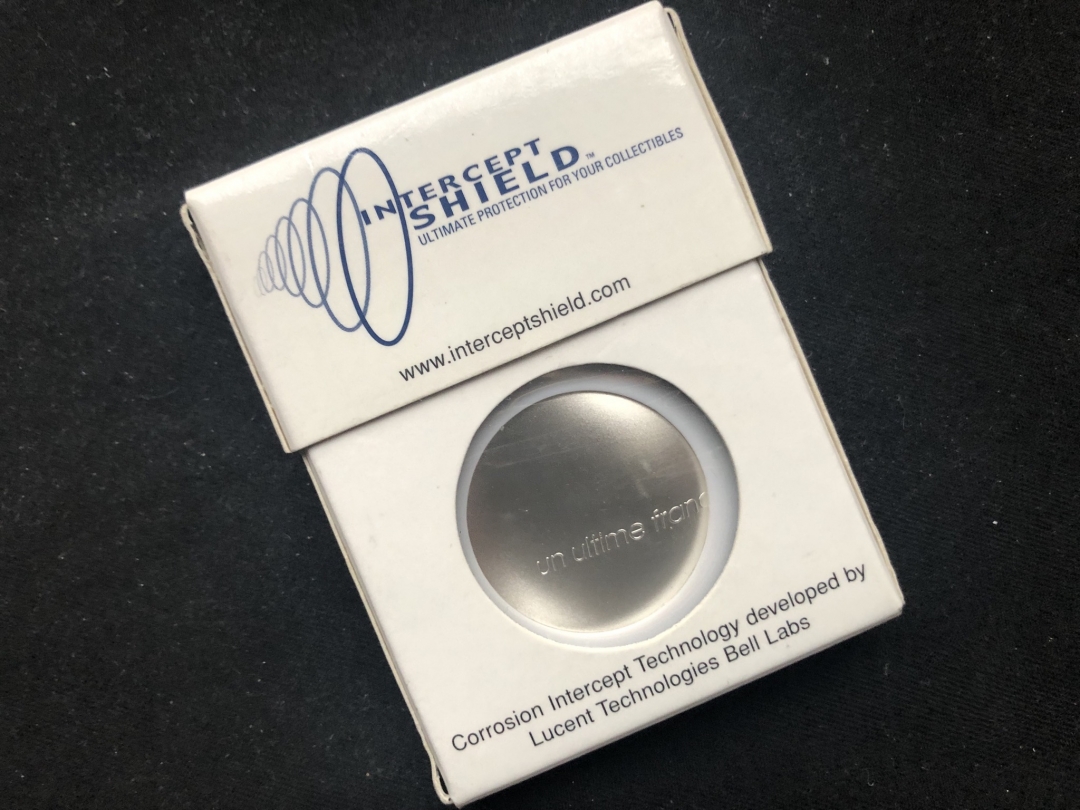 INTERCEPT
SHIELD™
ULTIMATE PROTECTION FOR YOUR COLLECTIBLES
www.interceptshield.com
un ultime franc
Corrosion Intercept Technology developed by
Lucent Technologies Bell Labs